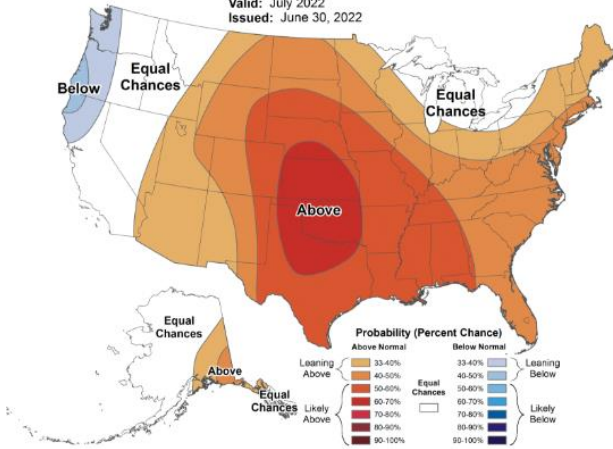 Valid: July 2022
Issued: June 30, 2022
Equal
Chances
Below
Equal
Chances
Above
Equal
Chances
Above
Equal
Chances
Probability (Percent Chance)
Above Normal
Below Normal
Leaning
Above
33-40%
40-50%
50-60%
60-70%
70-80%
80-90%
90-100%
Likely
Above
Equal
Chances
33-40%
40-50%
50-60%
60-70%
70-80%
80-90%
90-100%
Leaning
Below
Likely
Below